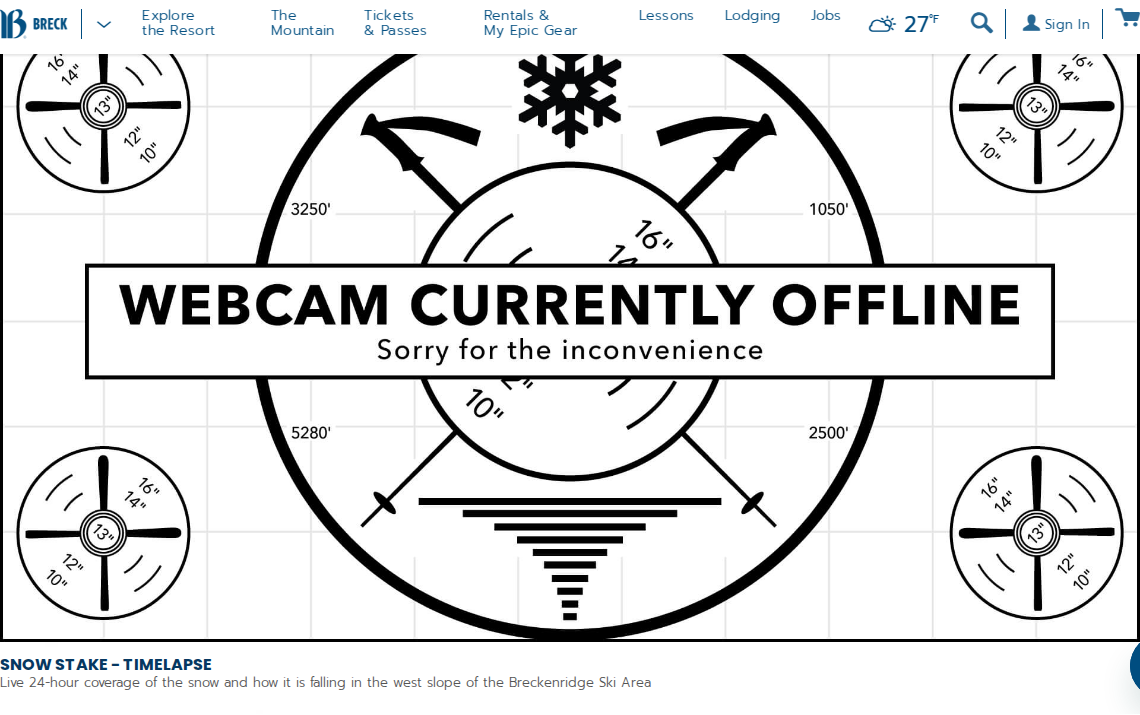 BRECK
Explore
the Resort
The
Mountain
Tickets
& Passes
Rentals &
My Epic Gear
Lessons
Lodging
Jobs
27°F
Sign In
16"
14"
13"
12"
10"
16"
14"
13"
12"
10"
3250'
1050'
16"
14"
WEBCAM CURRENTLY OFFLINE
Sorry for the inconvenience
12"
10"
5280'
2500'
16"
14"
13"
12"
10"
16"
14"
13"
12"
10"
SNOW STAKE - TIMELAPSE
Live 24-hour coverage of the snow and how it is falling in the west slope of the Breckenridge Ski Area